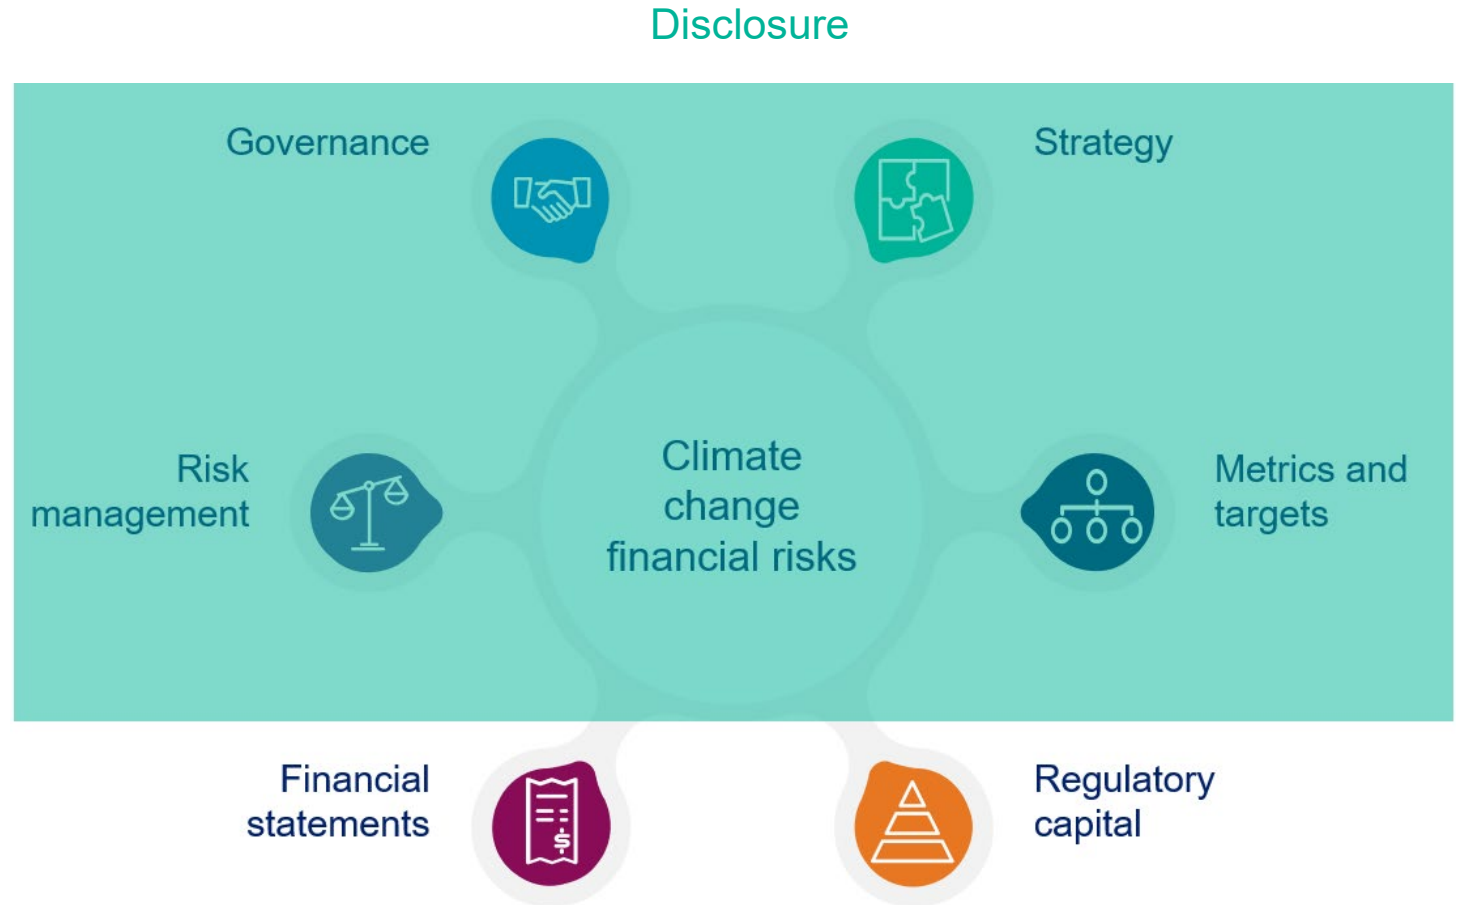 Disclosure
Governance
Strategy
Climate
change
financial risks
Risk
management
Metrics and
targets
Financial
statements
$
Regulatory
capital